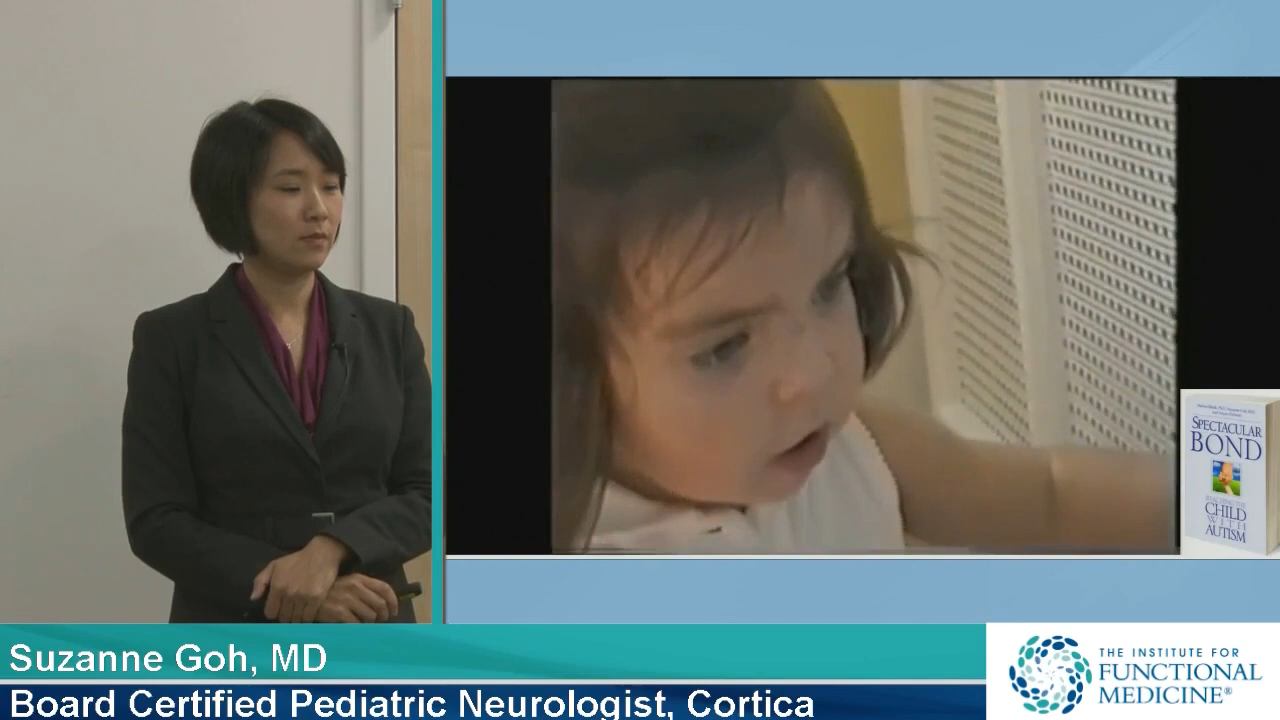 SPECTACULAR
BOND
CHILD
WITH
AUTISM
Suzanne Goh, MD
Board Certified Pediatric Neurologist, Cortica
THE INSTITUTE FOR
FUNCTIONAL
MEDICINE®